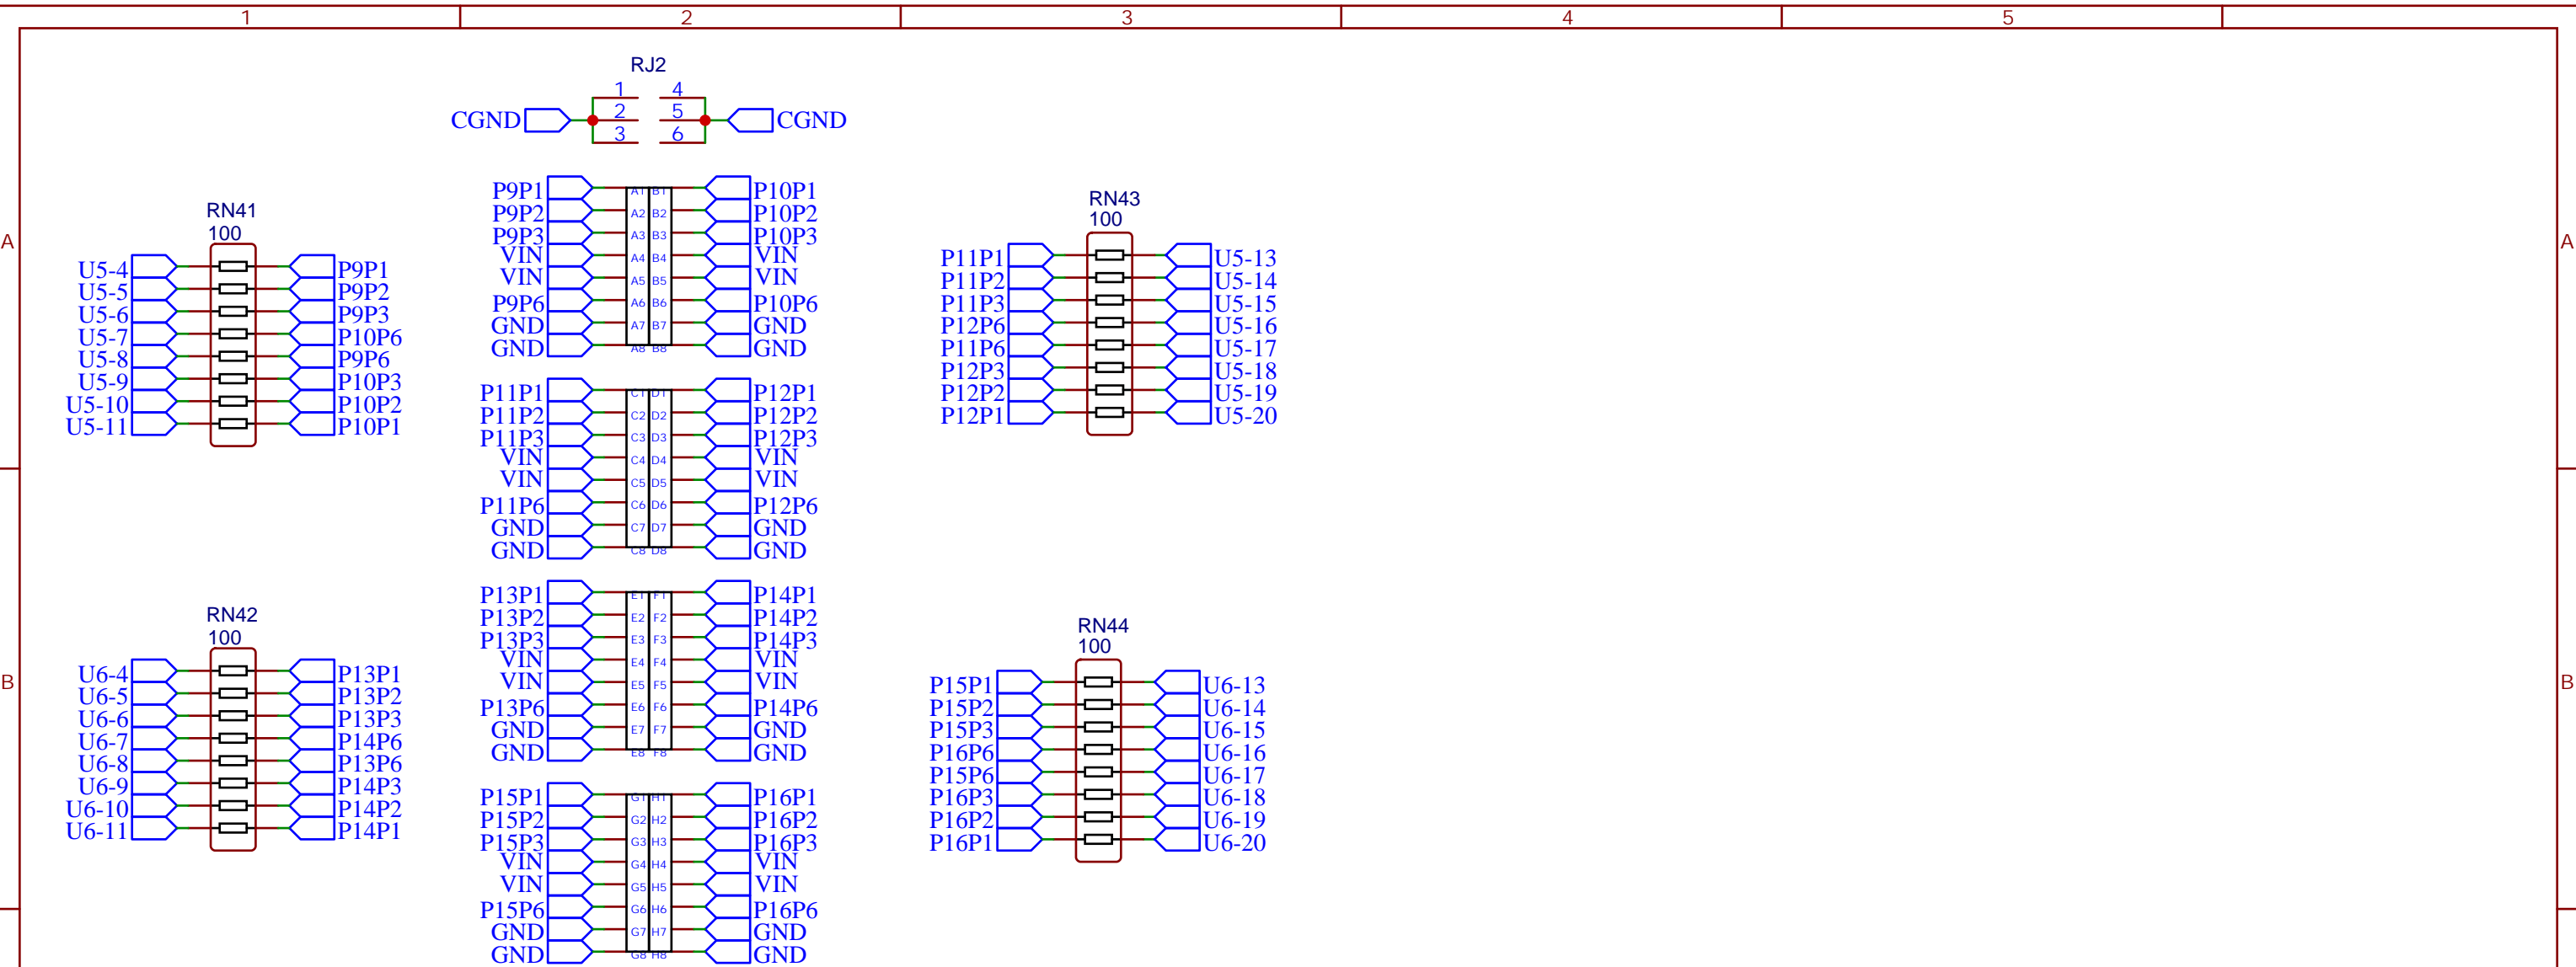 1 2 3 4 5
A A
B B
RJ2
1 4
CGND 2 5 CGND
3 6
P9P1 A1 B1 P10P1
P9P2 A2 B2 P10P2
P9P3 A3 B3 P10P3
VIN A4 B4 VIN
VIN A5 B5 VIN
P9P6 A6 B6 P10P6
GND A7 B7 GND
GND A8 B8 GND
P11P1 C1 D1 P12P1
P11P2 C2 D2 P12P2
P11P3 C3 D3 P12P3
VIN C4 D4 VIN
VIN C5 D5 VIN
P11P6 C6 D6 P12P6
GND C7 D7 GND
GND C8 D8 GND
P13P1 E1 F1 P14P1
P13P2 E2 F2 P14P2
P13P3 E3 F3 P14P3
VIN E4 F4 VIN
VIN E5 F5 VIN
P13P6 E6 F6 P14P6
GND E7 F7 GND
GND E8 F8 GND
P15P1 G1 H1 P16P1
P15P2 G2 H2 P16P2
P15P3 G3 H3 P16P3
VIN G4 H4 VIN
VIN G5 H5 VIN
P15P6 G6 H6 P16P6
GND G7 H7 GND
GND G8 H8 GND
RN41
100
U5-4 P9P1
U5-5 P9P2
U5-6 P9P3
U5-7 P10P6
U5-8 P9P6
U5-9 P10P3
U5-10 P10P2
U5-11 P10P1
RN42
100
U6-4 P13P1
U6-5 P13P2
U6-6 P13P3
U6-7 P14P6
U6-8 P13P6
U6-9 P14P3
U6-10 P14P2
U6-11 P14P1
RN43
100
P11P1 U5-13
P11P2 U5-14
P11P3 U5-15
P12P6 U5-16
P11P6 U5-17
P12P3 U5-18
P12P2 U5-19
P12P1 U5-20
RN44
100
P15P1 U6-13
P15P2 U6-14
P15P3 U6-15
P16P6 U6-16
P15P6 U6-17
P16P3 U6-18
P16P2 U6-19
P16P1 U6-20